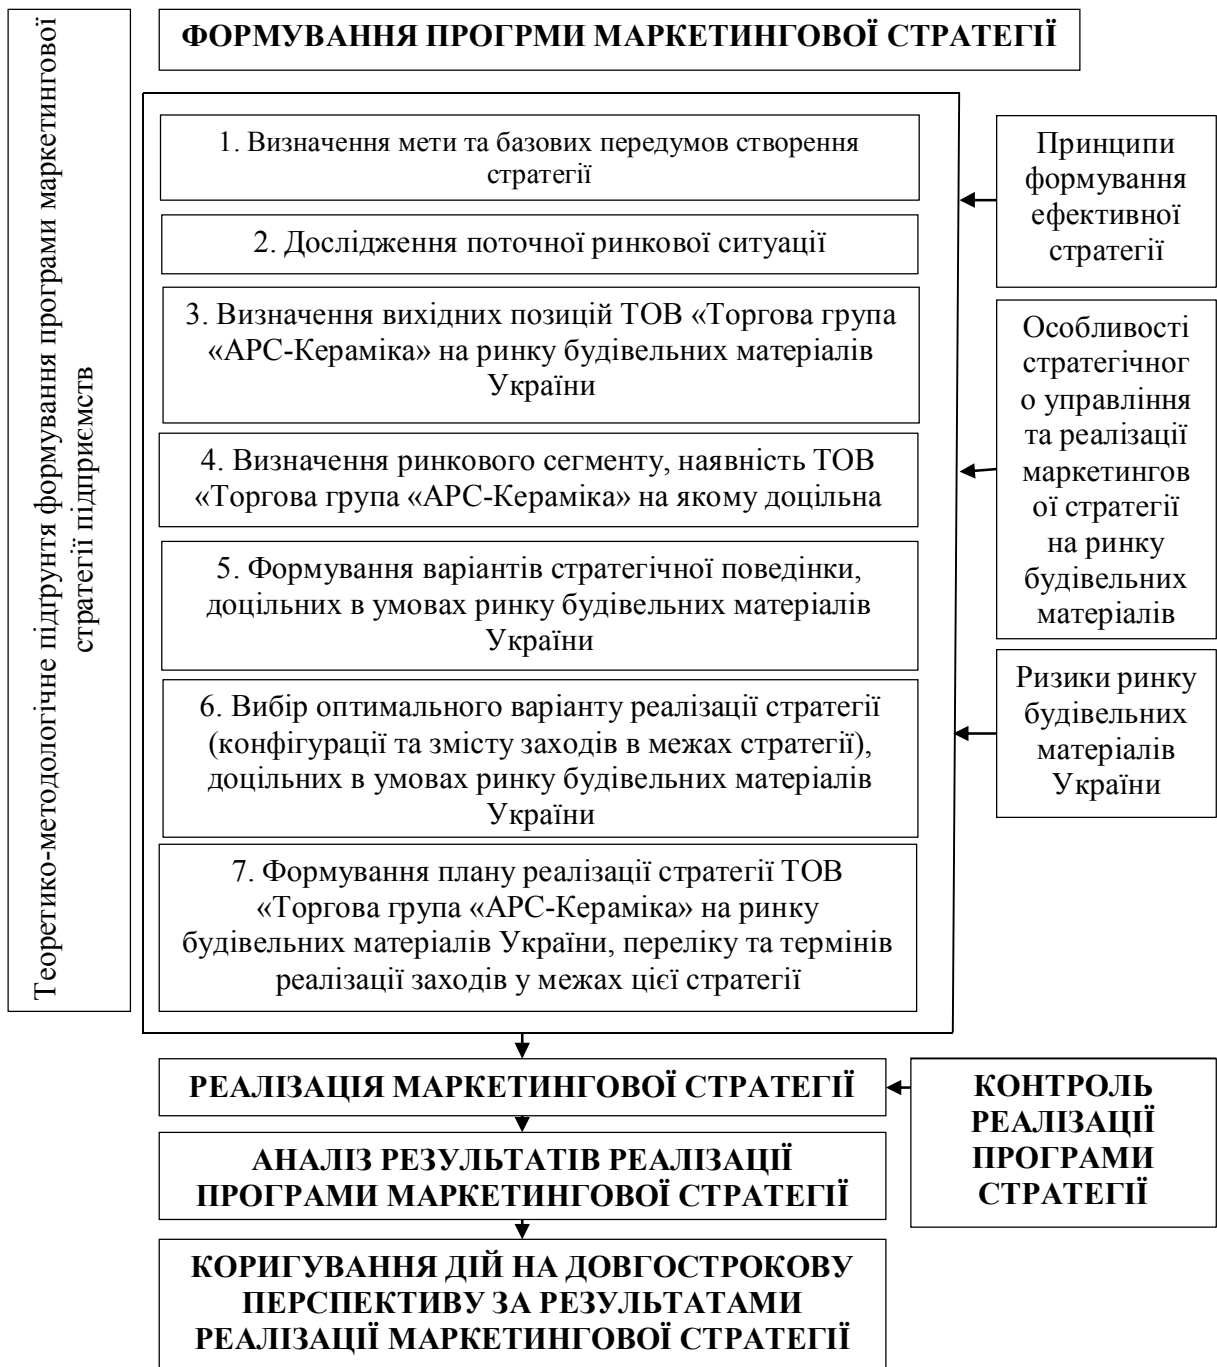 Теоретико-методологічне підґрунтя формування програми маркетингової
стратегії підприємств
ФОРМУВАННЯ ПРОГРМИ МАРКЕТИНГОВОЇ СТРАТЕГІЇ
1. Визначення мети та базових передумов створення
стратегії
2. Дослідження поточної ринкової ситуації
3. Визначення вихідних позицій ТОВ «Торгова група
«АРС-Кераміка» на ринку будівельних матеріалів
України
4. Визначення ринкового сегменту, наявність ТОВ
«Торгова група «АРС-Кераміка» на якому доцільна
5. Формування варіантів стратегічної поведінки,
доцільних в умовах ринку будівельних матеріалів
України
6. Вибір оптимального варіанту реалізації стратегії
(конфігурації та змісту заходів в межах стратегії),
доцільних в умовах ринку будівельних матеріалів
України
7. Формування плану реалізації стратегії ТОВ
«Торгова група «АРС-Кераміка» на ринку
будівельних матеріалів України, переліку та термінів
реалізації заходів у межах цієї стратегії
Принципи
формування
ефективної
стратегії
Особливості
стратегічног
о управління
та реалізації
маркетингов
ої стратегії
на ринку
будівельних
матеріалів
Ризики ринку
будівельних
матеріалів
України
РЕАЛІЗАЦІЯ МАРКЕТИНГОВОЇ СТРАТЕГІЇ
КОНТРОЛЬ
РЕАЛІЗАЦІЇ
ПРОГРАМИ
СТРАТЕГІЇ
АНАЛІЗ РЕЗУЛЬТАТІВ РЕАЛІЗАЦІЇ
ПРОГРАМИ МАРКЕТИНГОВОЇ СТРАТЕГІЇ
КОРИГУВАННЯ ДІЙ НА ДОВГОСТРОКОВУ
ПЕРСПЕКТИВУ ЗА РЕЗУЛЬТАТАМИ
РЕАЛІЗАЦІЇ МАРКЕТИНГОВОЇ СТРАТЕГІЇ